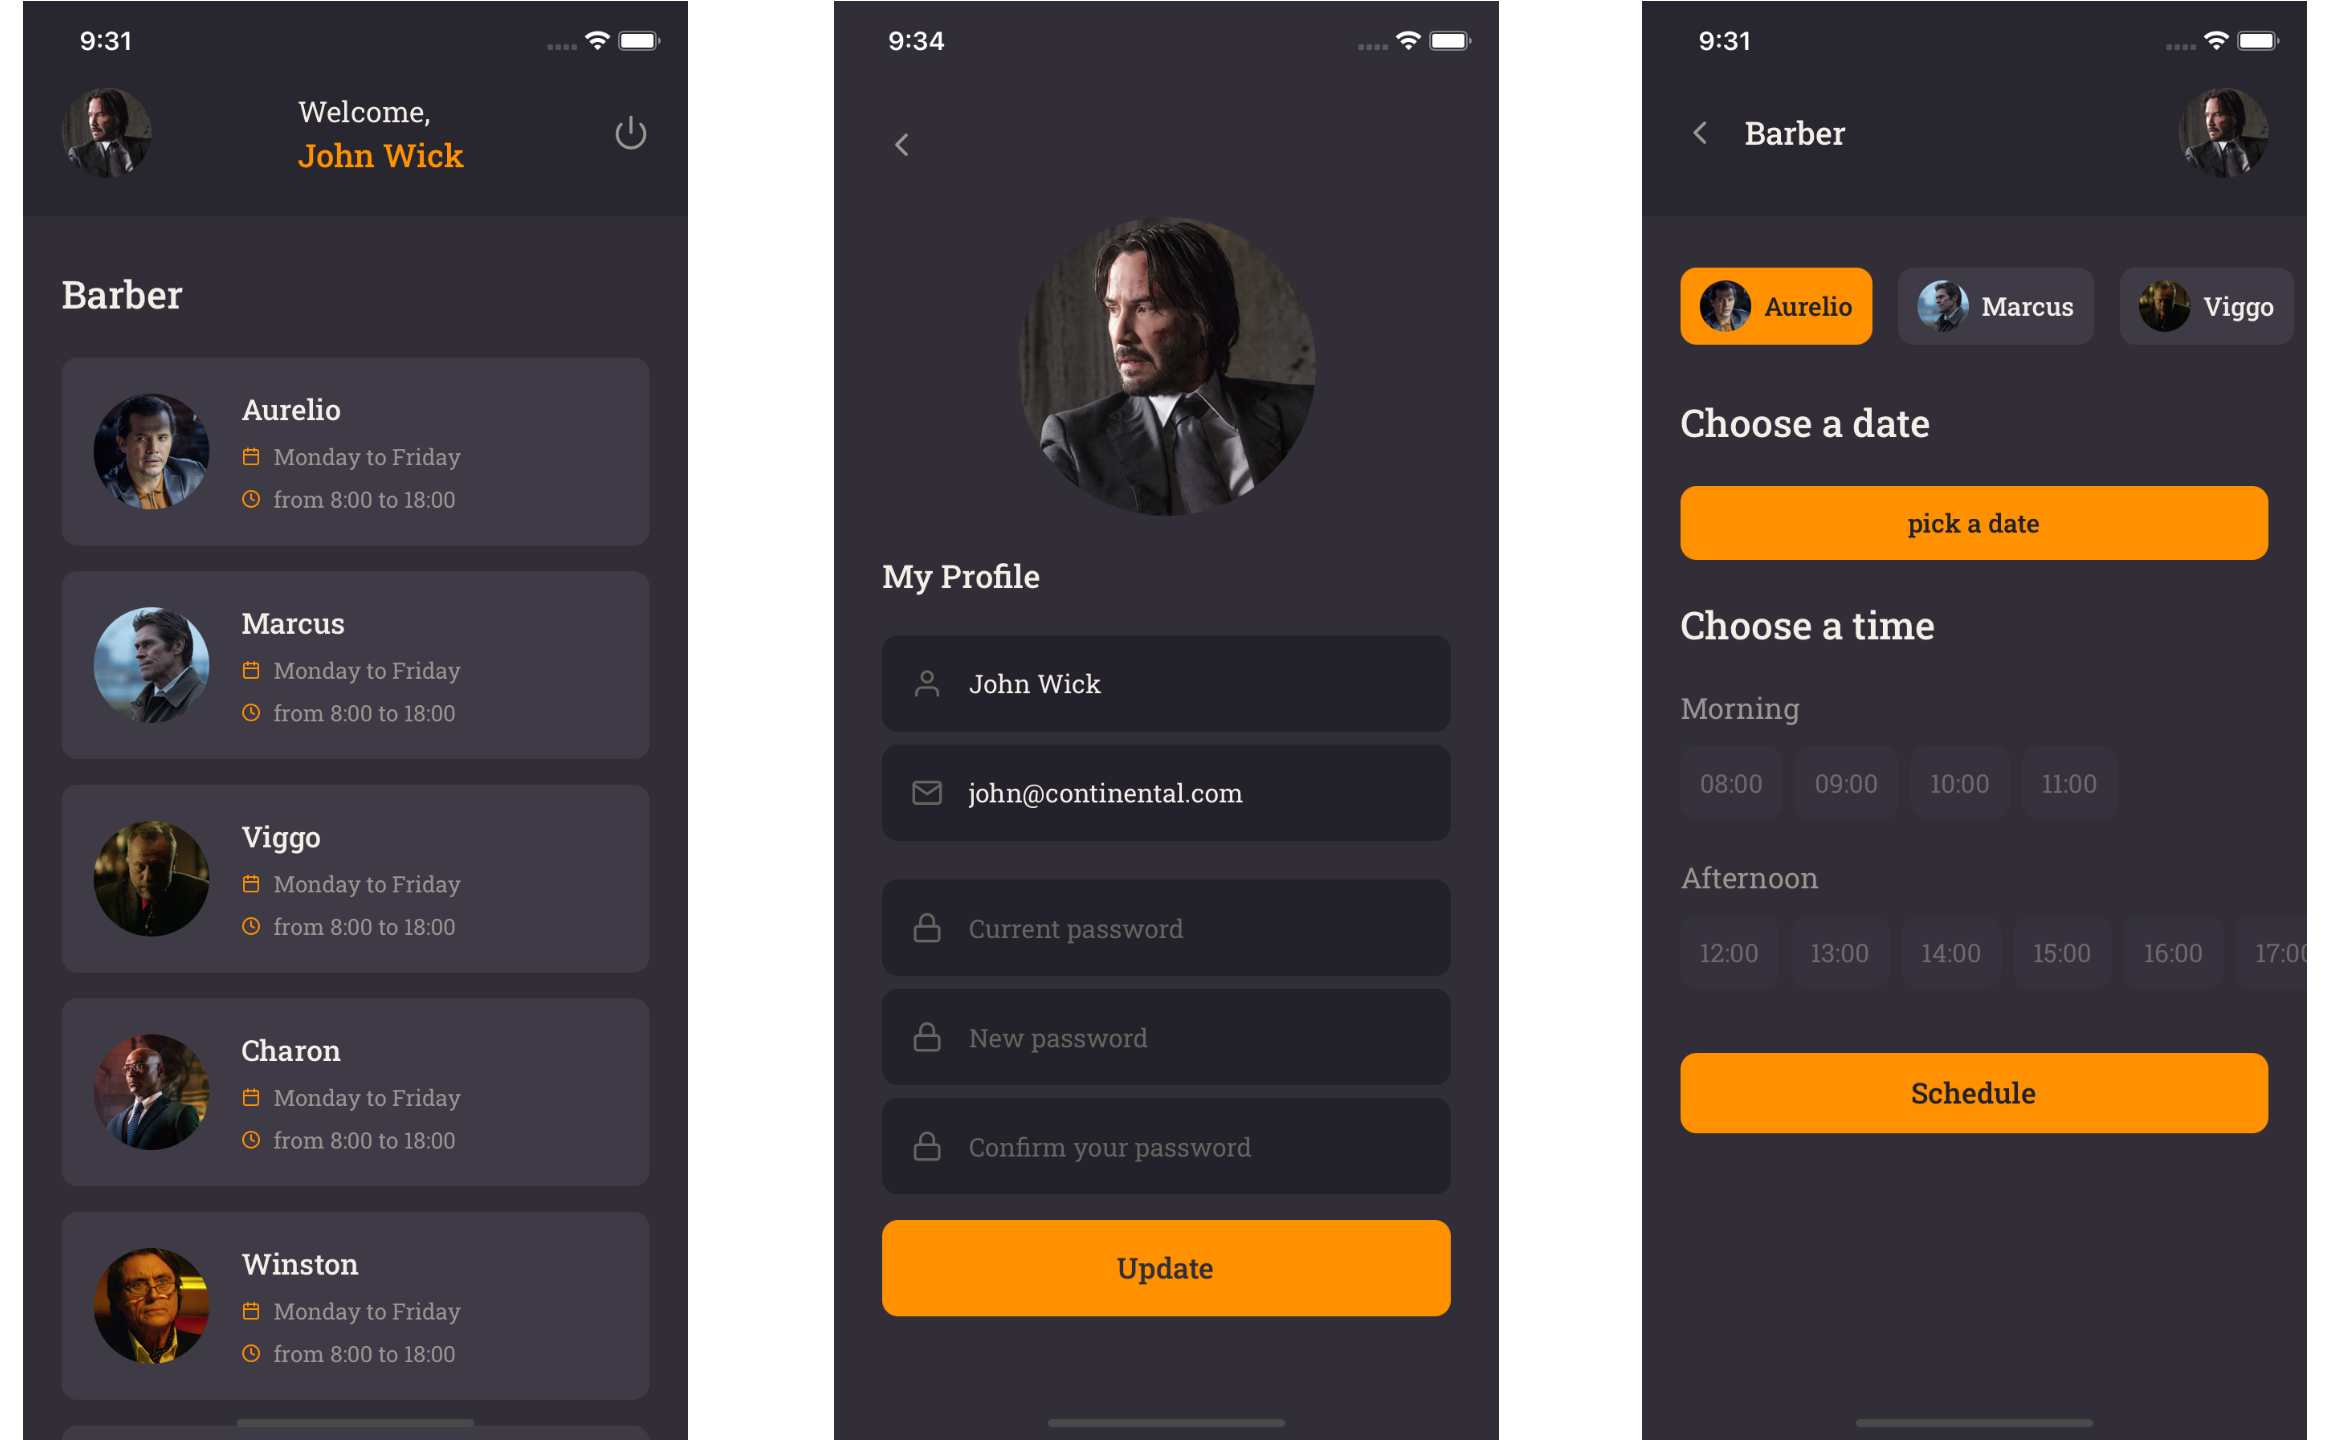 9:31
Welcome,
John Wick
Barber
Aurelio
Monday to Friday
from 8:00 to 18:00
Marcus
Monday to Friday
from 8:00 to 18:00
Viggo
Monday to Friday
from 8:00 to 18:00
Charon
Monday to Friday
from 8:00 to 18:00
Winston
Monday to Friday
from 8:00 to 18:00
9:34
My Profile
John Wick
john@continental.com
Current password
New password
Confirm your password
Update
9:31
Barber
Aurelio Marcus Viggo
Choose a date
pick a date
Choose a time
Morning
08:00 09:00 10:00 11:00
Afternoon
12:00 13:00 14:00 15:00 16:00 17:00
Schedule